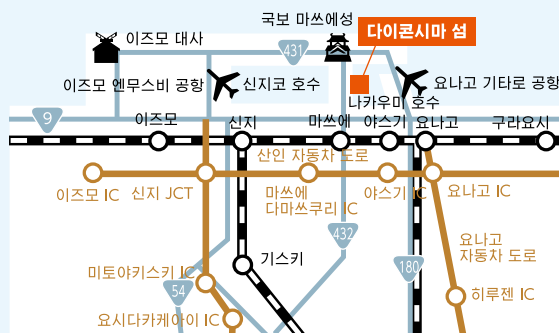 국보 마쓰에성
다이콘시마 섬
이즈모 대사
431
이즈모 엔무스비 공항
신지코 호수
요나고 기타로 공항
나카우미 호수
9
이즈모
신지
마쓰에
야스기
요나고
구라요시
산인 자동차 도로
이즈모 IC
신지 JCT
마쓰에
다마쓰쿠리 IC
야스기 IC
요나고 IC
432
요나고
자동차 도로
기스키
180
미토야키스키 IC
54
히루젠 IC
요시다카케아이 IC